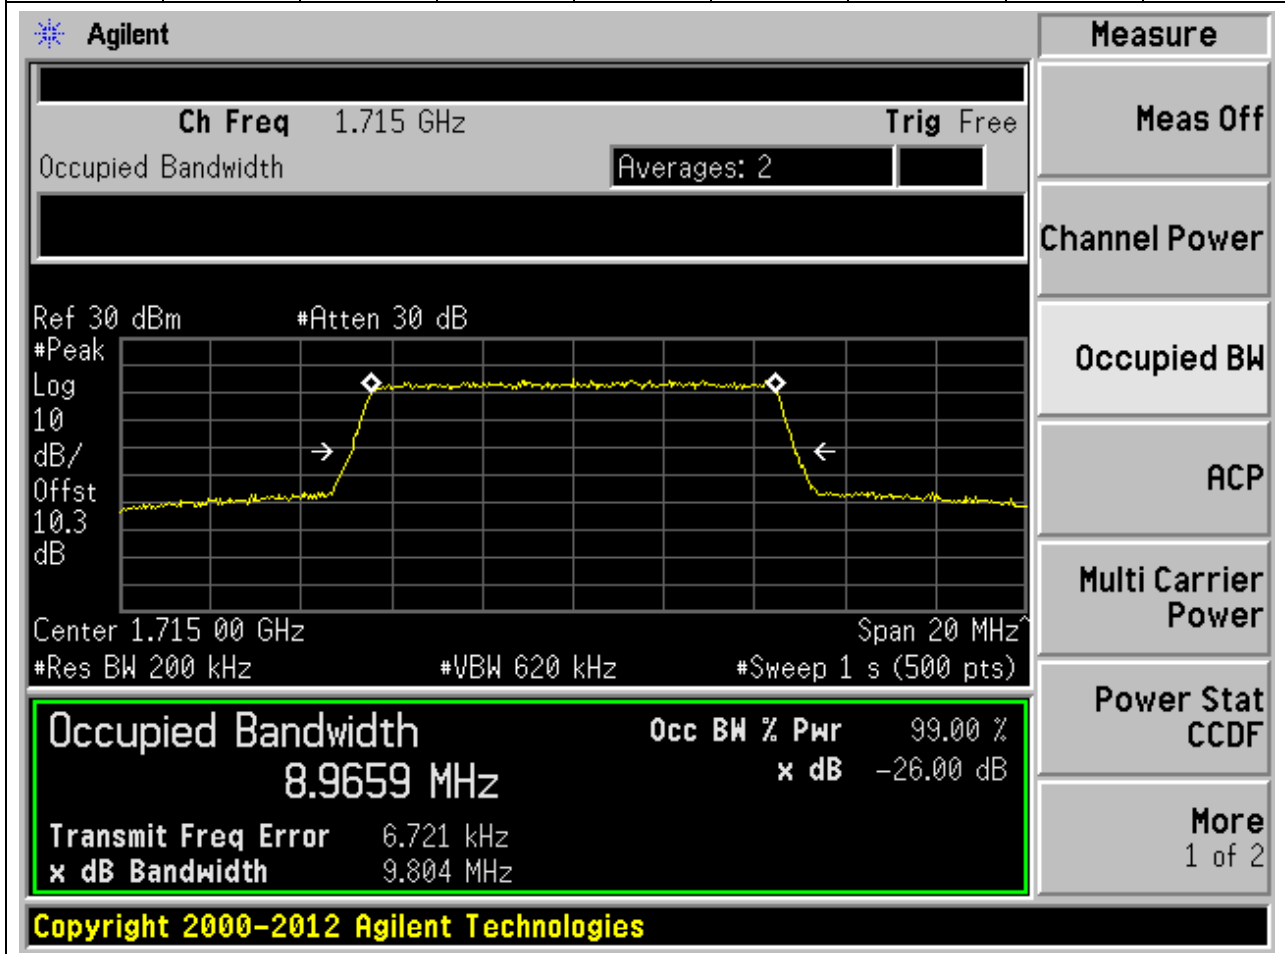 Agilent
Measure
Ch Freq 1.715 GHz Trig Free
Meas Off
Occupied Bandwidth Averages: 2
Channel Power
Ref 30 dBm #Atten 30 dB
#Peak
Log
10
dB/
Offst
10.3
dB
Occupied BW
ACP
Multi Carrier
Power
Center 1.715 00 GHz Span 20 MHz^
#Res BW 200 kHz #VBW 620 kHz #Sweep 1 s (500 pts)
Power Stat
CCDF
Occupied Bandwidth Occ BW % Pwr 99.00 %
8.9659 MHz x dB -26.00 dB
Transmit Freq Error 6.721 kHz
x dB Bandwidth 9.804 MHz
More
1 of 2
Copyright 2000-2012 Agilent Technologies